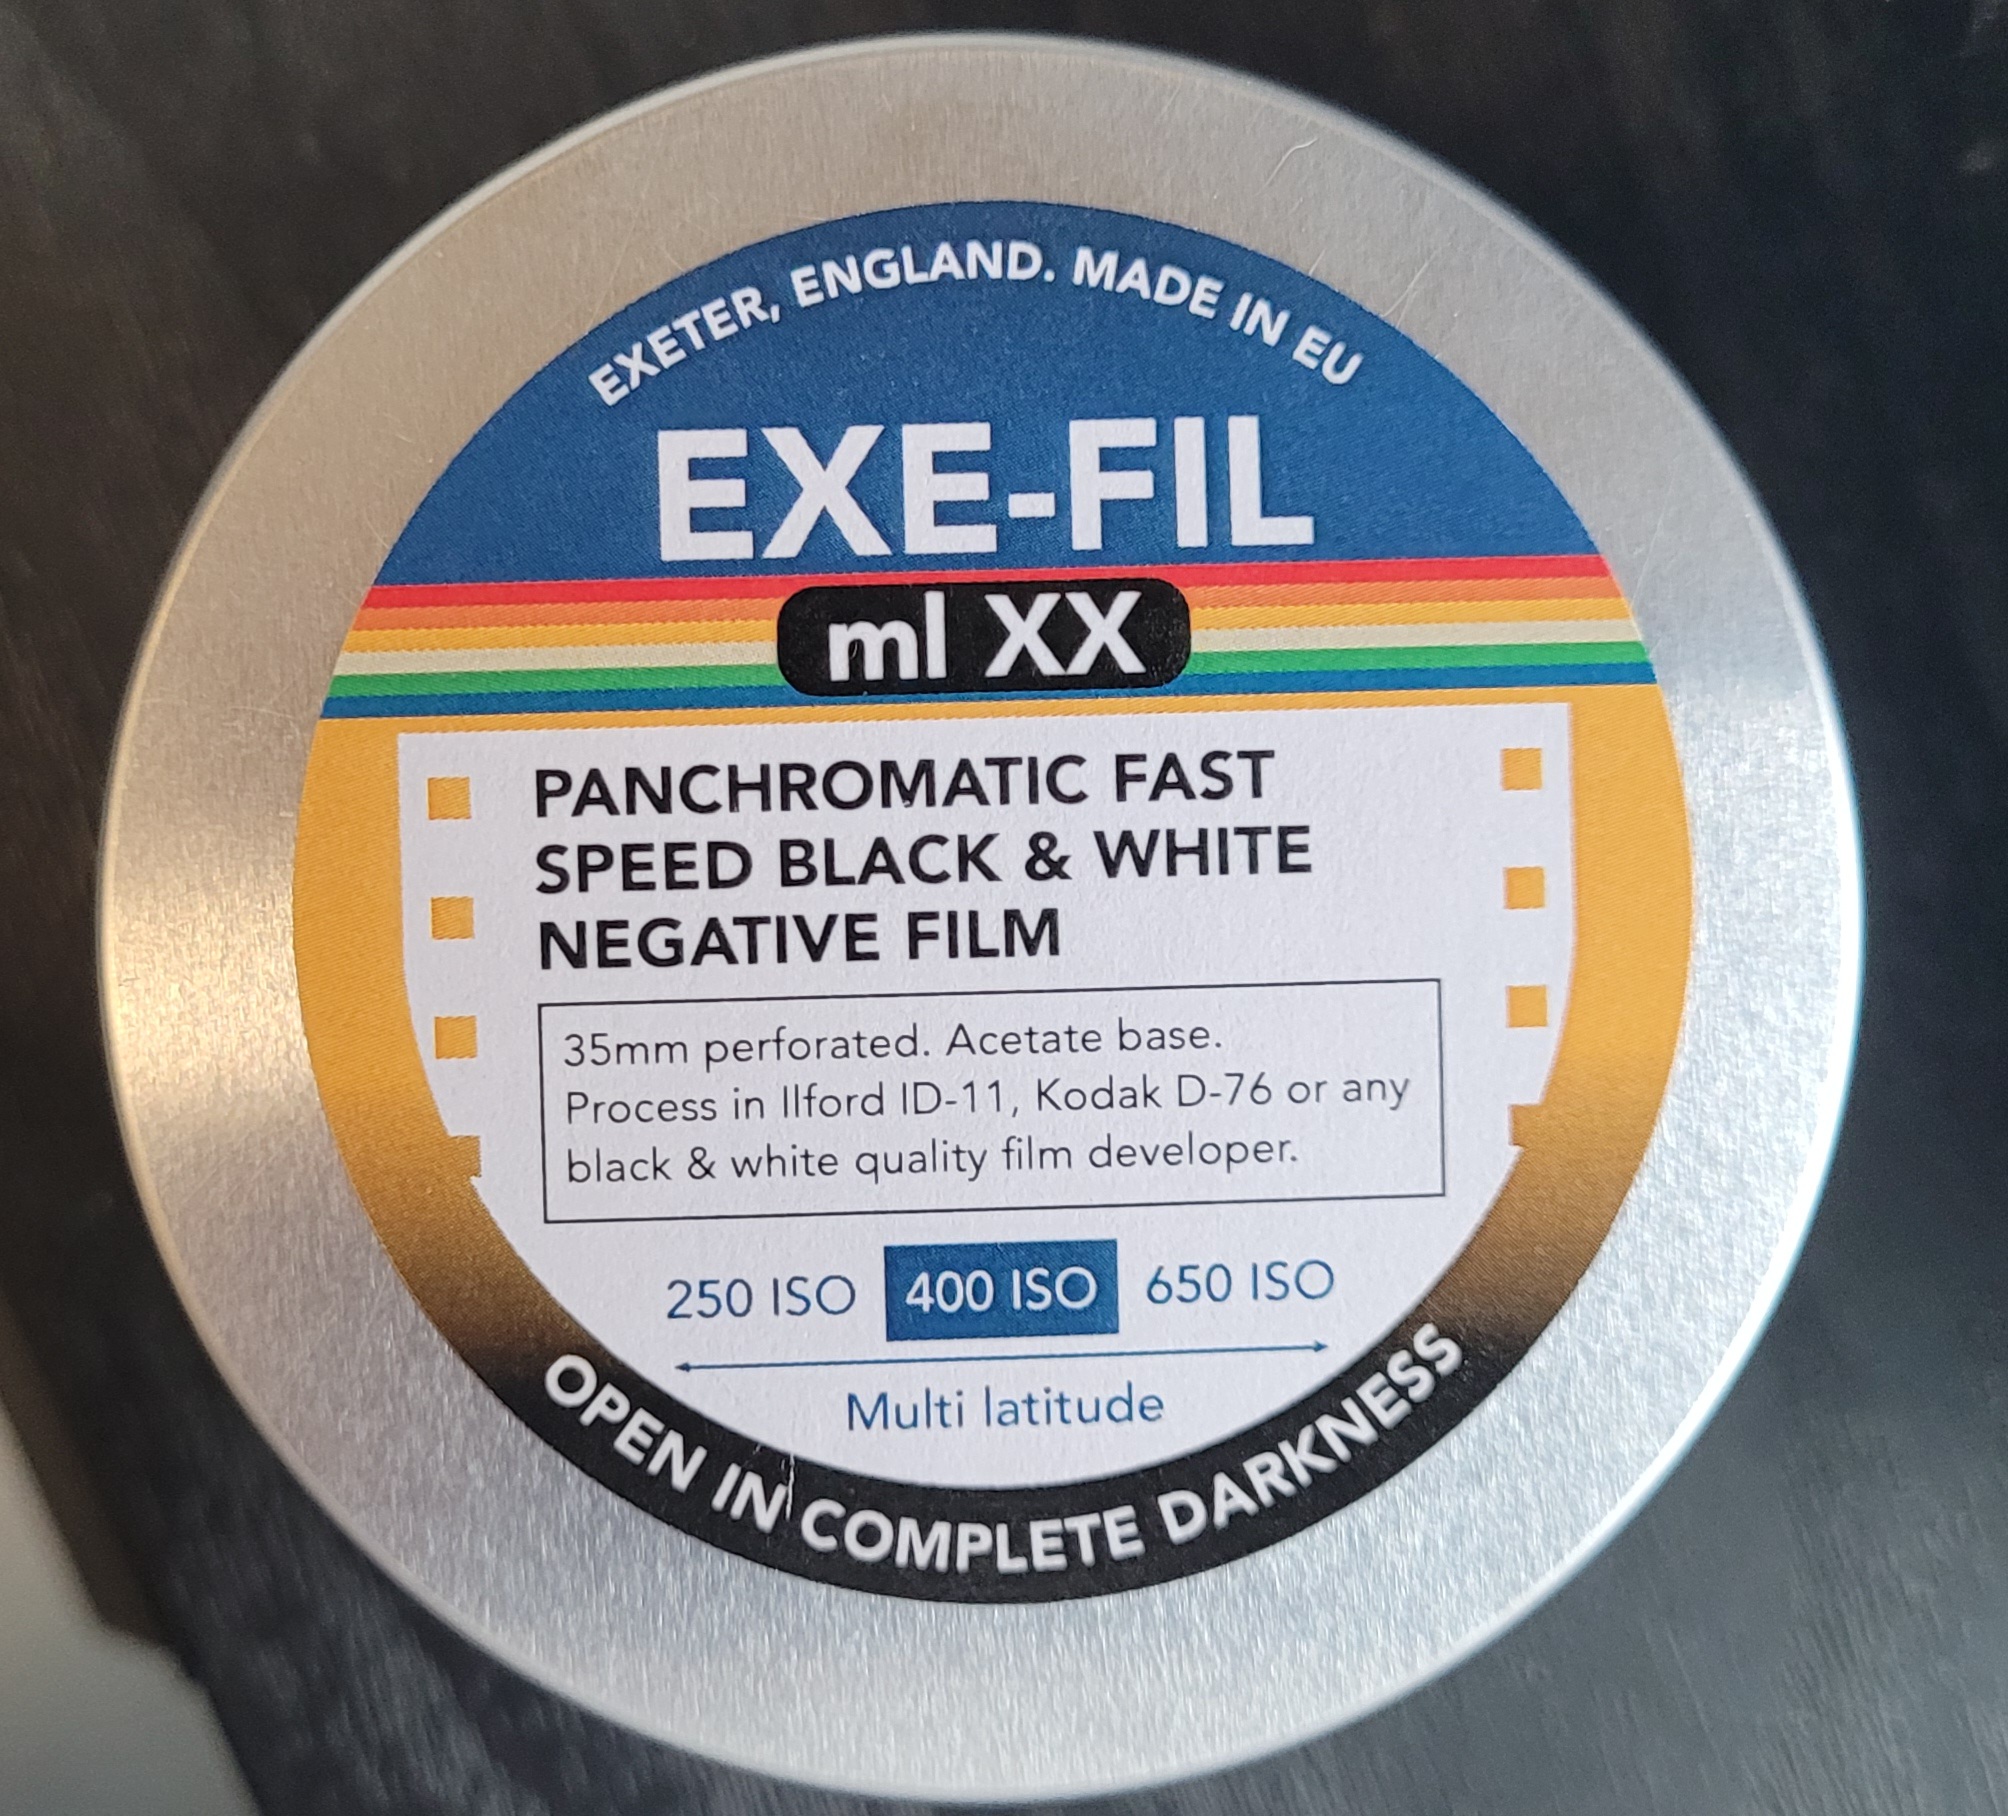 EXETER, ENGLAND. MADE IN EU
EXE-FIL
ml XX
PANCHROMATIC FAST
SPEED BLACK & WHITE
NEGATIVE FILM
35mm perforated. Acetate base.
Process in Ilford ID-11, Kodak D-76 or any
black & white quality film developer.
250 ISO 400 ISO 650 ISO
Multi latitude
OPEN IN COMPLETE DARKNESS